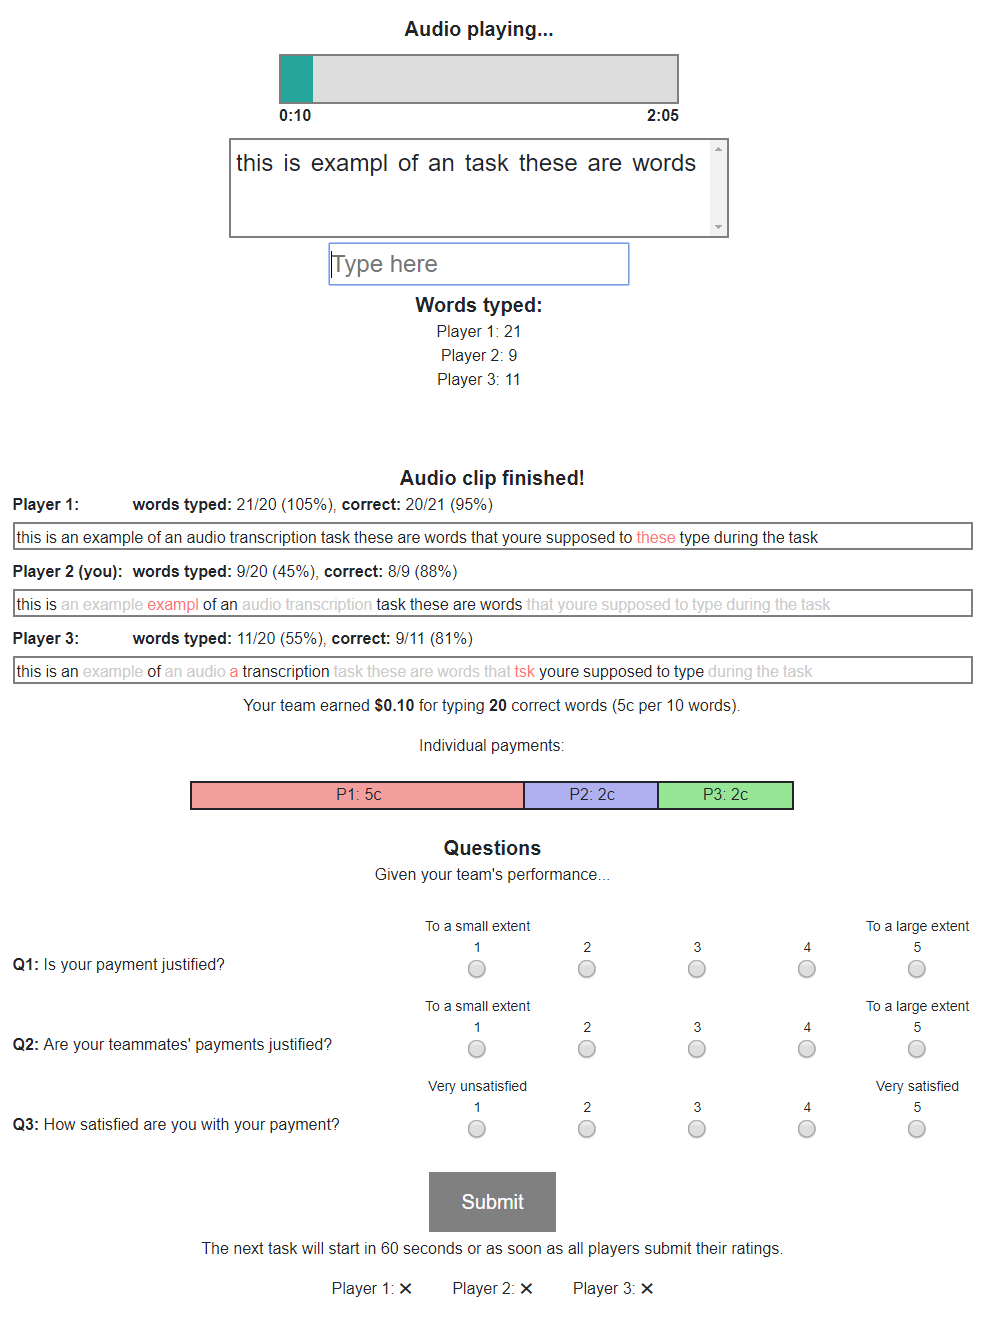 Audio playing...
0:10 2:05
this is exampl of an task these are words
Type here
Words typed:
Player 1: 21
Player 2: 9
Player 3: 11
Audio clip finished!
Player 1: words typed: 21/20 (105%), correct: 20/21 (95%)
this is an example of an audio transcription task these are words that youre supposed to these type during the task
Player 2 (you): words typed: 9/20 (45%), correct: 8/9 (88%)
this is an example exampl of an audio transcription task these are words that youre supposed to type during the task
Player 3: words typed: 11/20 (55%), correct: 9/11 (81%)
this is an example of an audio a transcription task these are words that tsk youre supposed to type during the task
Your team earned $0.10 for typing 20 correct words (5c per 10 words).
Individual payments:
P1: 5c P2: 2c P3: 2c
Questions
Given your team's performance...
To a small extent To a large extent
1 2 3 4 5
Q1: Is your payment justified?
To a small extent To a large extent
1 2 3 4 5
Q2: Are your teammates' payments justified?
Very unsatisfied Very satisfied
1 2 3 4 5
Q3: How satisfied are you with your payment?
Submit
The next task will start in 60 seconds or as soon as all players submit their ratings.
Player 1: ✕ Player 2: ✕ Player 3: ✕